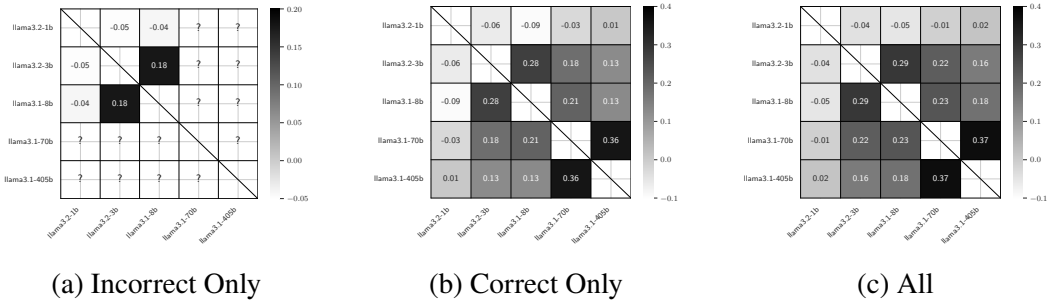 llama3.2-1b -0.05 -0.04 ? ?
llama3.2-3b -0.05 0.18 ? ?
llama3.1-8b -0.04 0.18 ? ?
llama3.1-70b ? ? ? ?
llama3.1-405b ? ? ? ?
llama3.2-1b llama3.2-3b llama3.1-8b llama3.1-70b llama3.1-405b
0.20
0.15
0.10
0.05
0.00
−0.05
(a) Incorrect Only
llama3.2-1b -0.06 -0.09 -0.03 0.01
llama3.2-3b -0.06 0.28 0.18 0.13
llama3.1-8b -0.09 0.28 0.21 0.13
llama3.1-70b -0.03 0.18 0.21 0.36
llama3.1-405b 0.01 0.13 0.13 0.36
llama3.2-1b llama3.2-3b llama3.1-8b llama3.1-70b llama3.1-405b
0.4
0.3
0.2
0.1
0.0
−0.1
(b) Correct Only
llama3.2-1b -0.04 -0.05 -0.01 0.02
llama3.2-3b -0.04 0.29 0.22 0.16
llama3.1-8b -0.05 0.29 0.23 0.18
llama3.1-70b -0.01 0.22 0.23 0.37
llama3.1-405b 0.02 0.16 0.18 0.37
llama3.2-1b llama3.2-3b llama3.1-8b llama3.1-70b llama3.1-405b
0.4
0.3
0.2
0.1
0.0
−0.1
(c) All